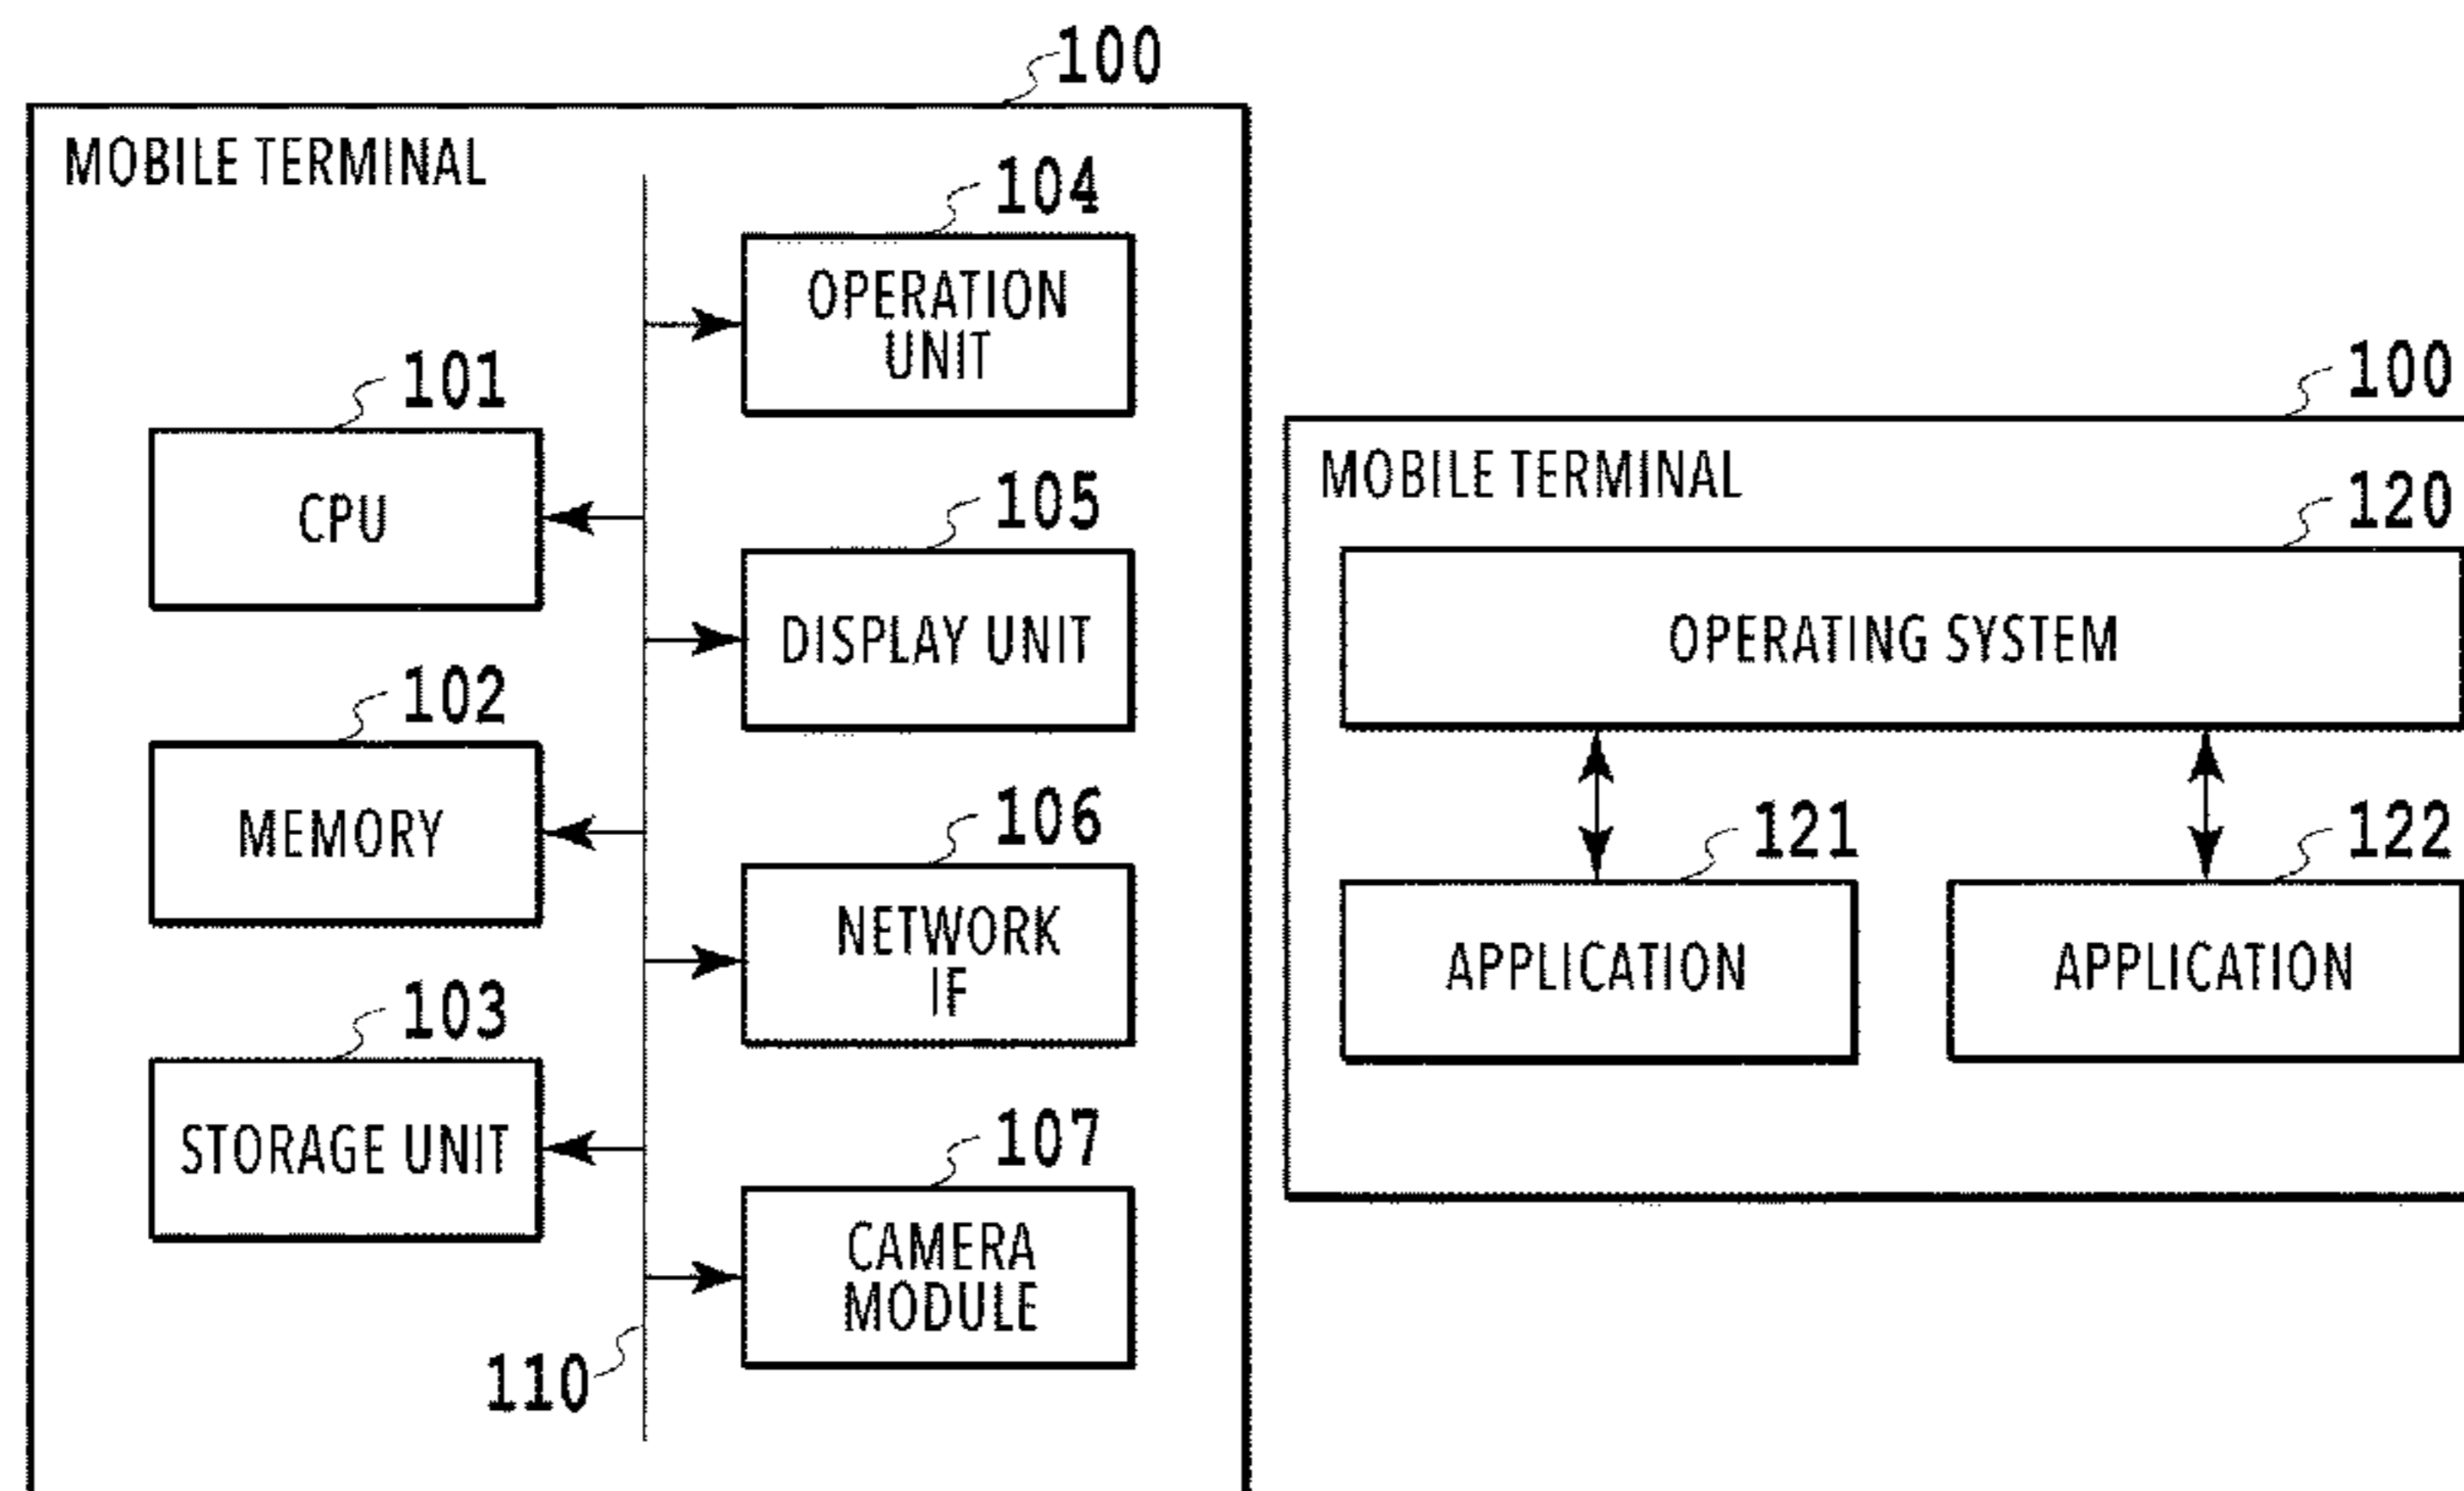 100
MOBILE TERMINAL
104
OPERATION
UNIT
101
CPU
105
DISPLAY UNIT
102
MEMORY
106
NETWORK
IF
103
STORAGE UNIT
107
CAMERA
MODULE
110
100
MOBILE TERMINAL
120
OPERATING SYSTEM
121
122
APPLICATION
APPLICATION